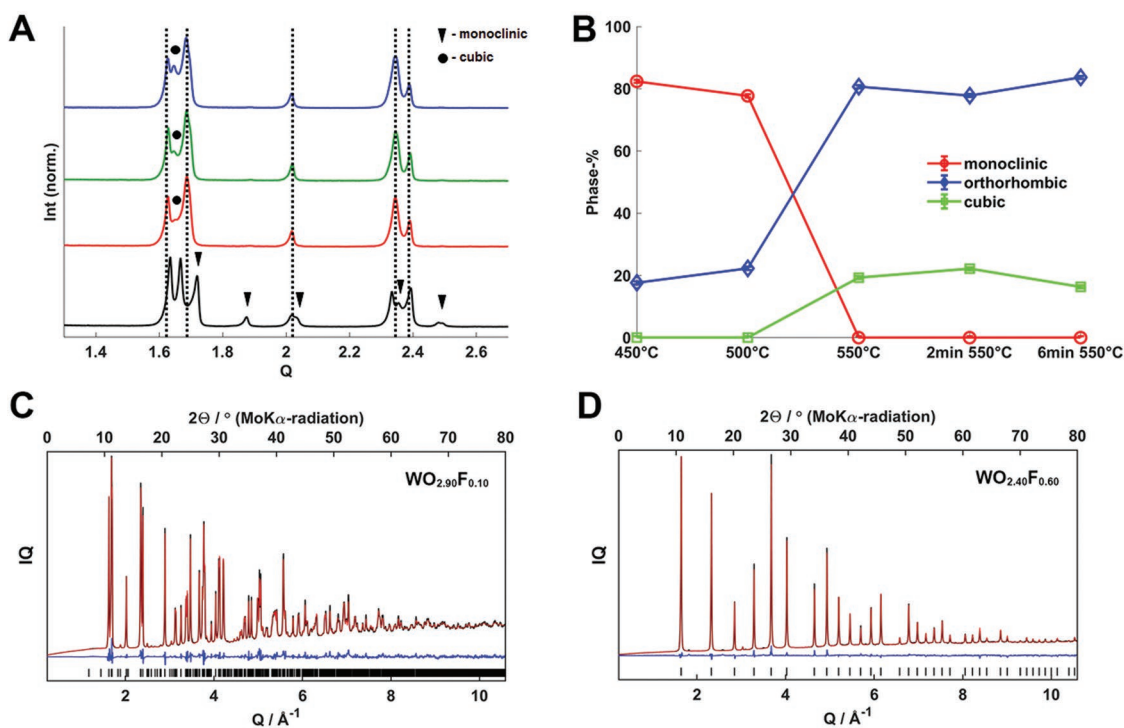 A
▼ - monoclinic
● - cubic
Int (norm.)
1.4 1.6 1.8 2 2.2 2.4 2.6
Q
B
100
80
60
40
20
0
Phase-%
monoclinic
orthorhombic
cubic
450°C 500°C 550°C 2min 550°C 6min 550°C
C
2Θ / ° (MoKα-radiation)
0 10 20 30 40 50 60 70 80
WO2.90F0.10
IQ
2 4 6 8 10
Q / Å-1
D
2Θ / ° (MoKα-radiation)
0 10 20 30 40 50 60 70 80
WO2.40F0.60
IQ
2 4 6 8 10
Q / Å-1